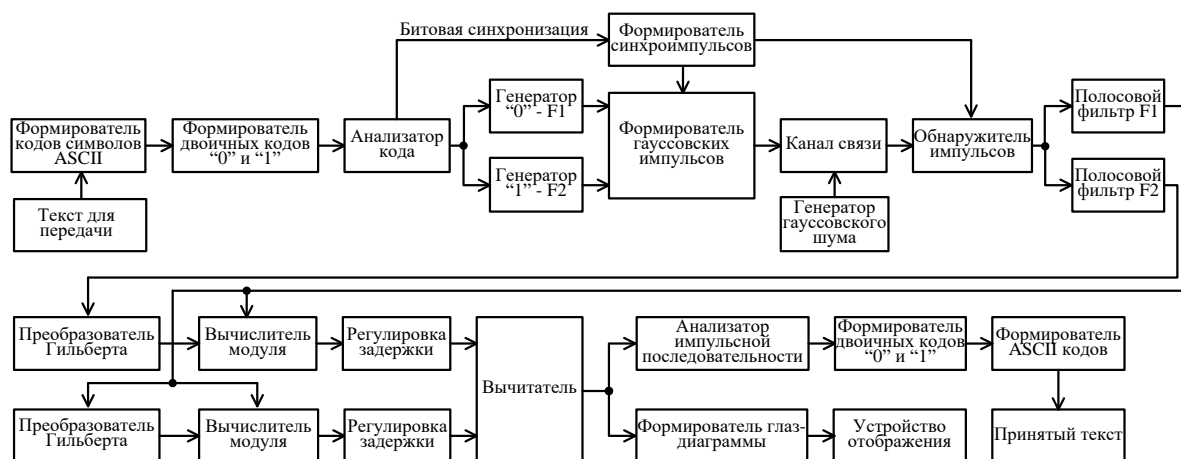 Битовая синхронизация
Формирователь
синхроимпульсов
Формирователь
кодов символов
ASCII
Формирователь
двоичных кодов
“0” и “1”
Анализатор
кода
Генератор
“0” - F1
Генератор
“1” - F2
Формирователь
гауссовских
импульсов
Канал связи
Обнаружитель
импульсов
Полосовой
фильтр F1
Полосовой
фильтр F2
Текст для
передачи
Генератор
гауссовского
шума
Преобразователь
Гильберта
Вычислитель
модуля
Регулировка
задержки
Вычитатель
Анализатор
импульсной
последовательности
Формирователь
двоичных кодов
“0” и “1”
Формирователь
ASCII кодов
Преобразователь
Гильберта
Вычислитель
модуля
Регулировка
задержки
Формирователь глаз-
диаграммы
Устройство
отображения
Принятый текст